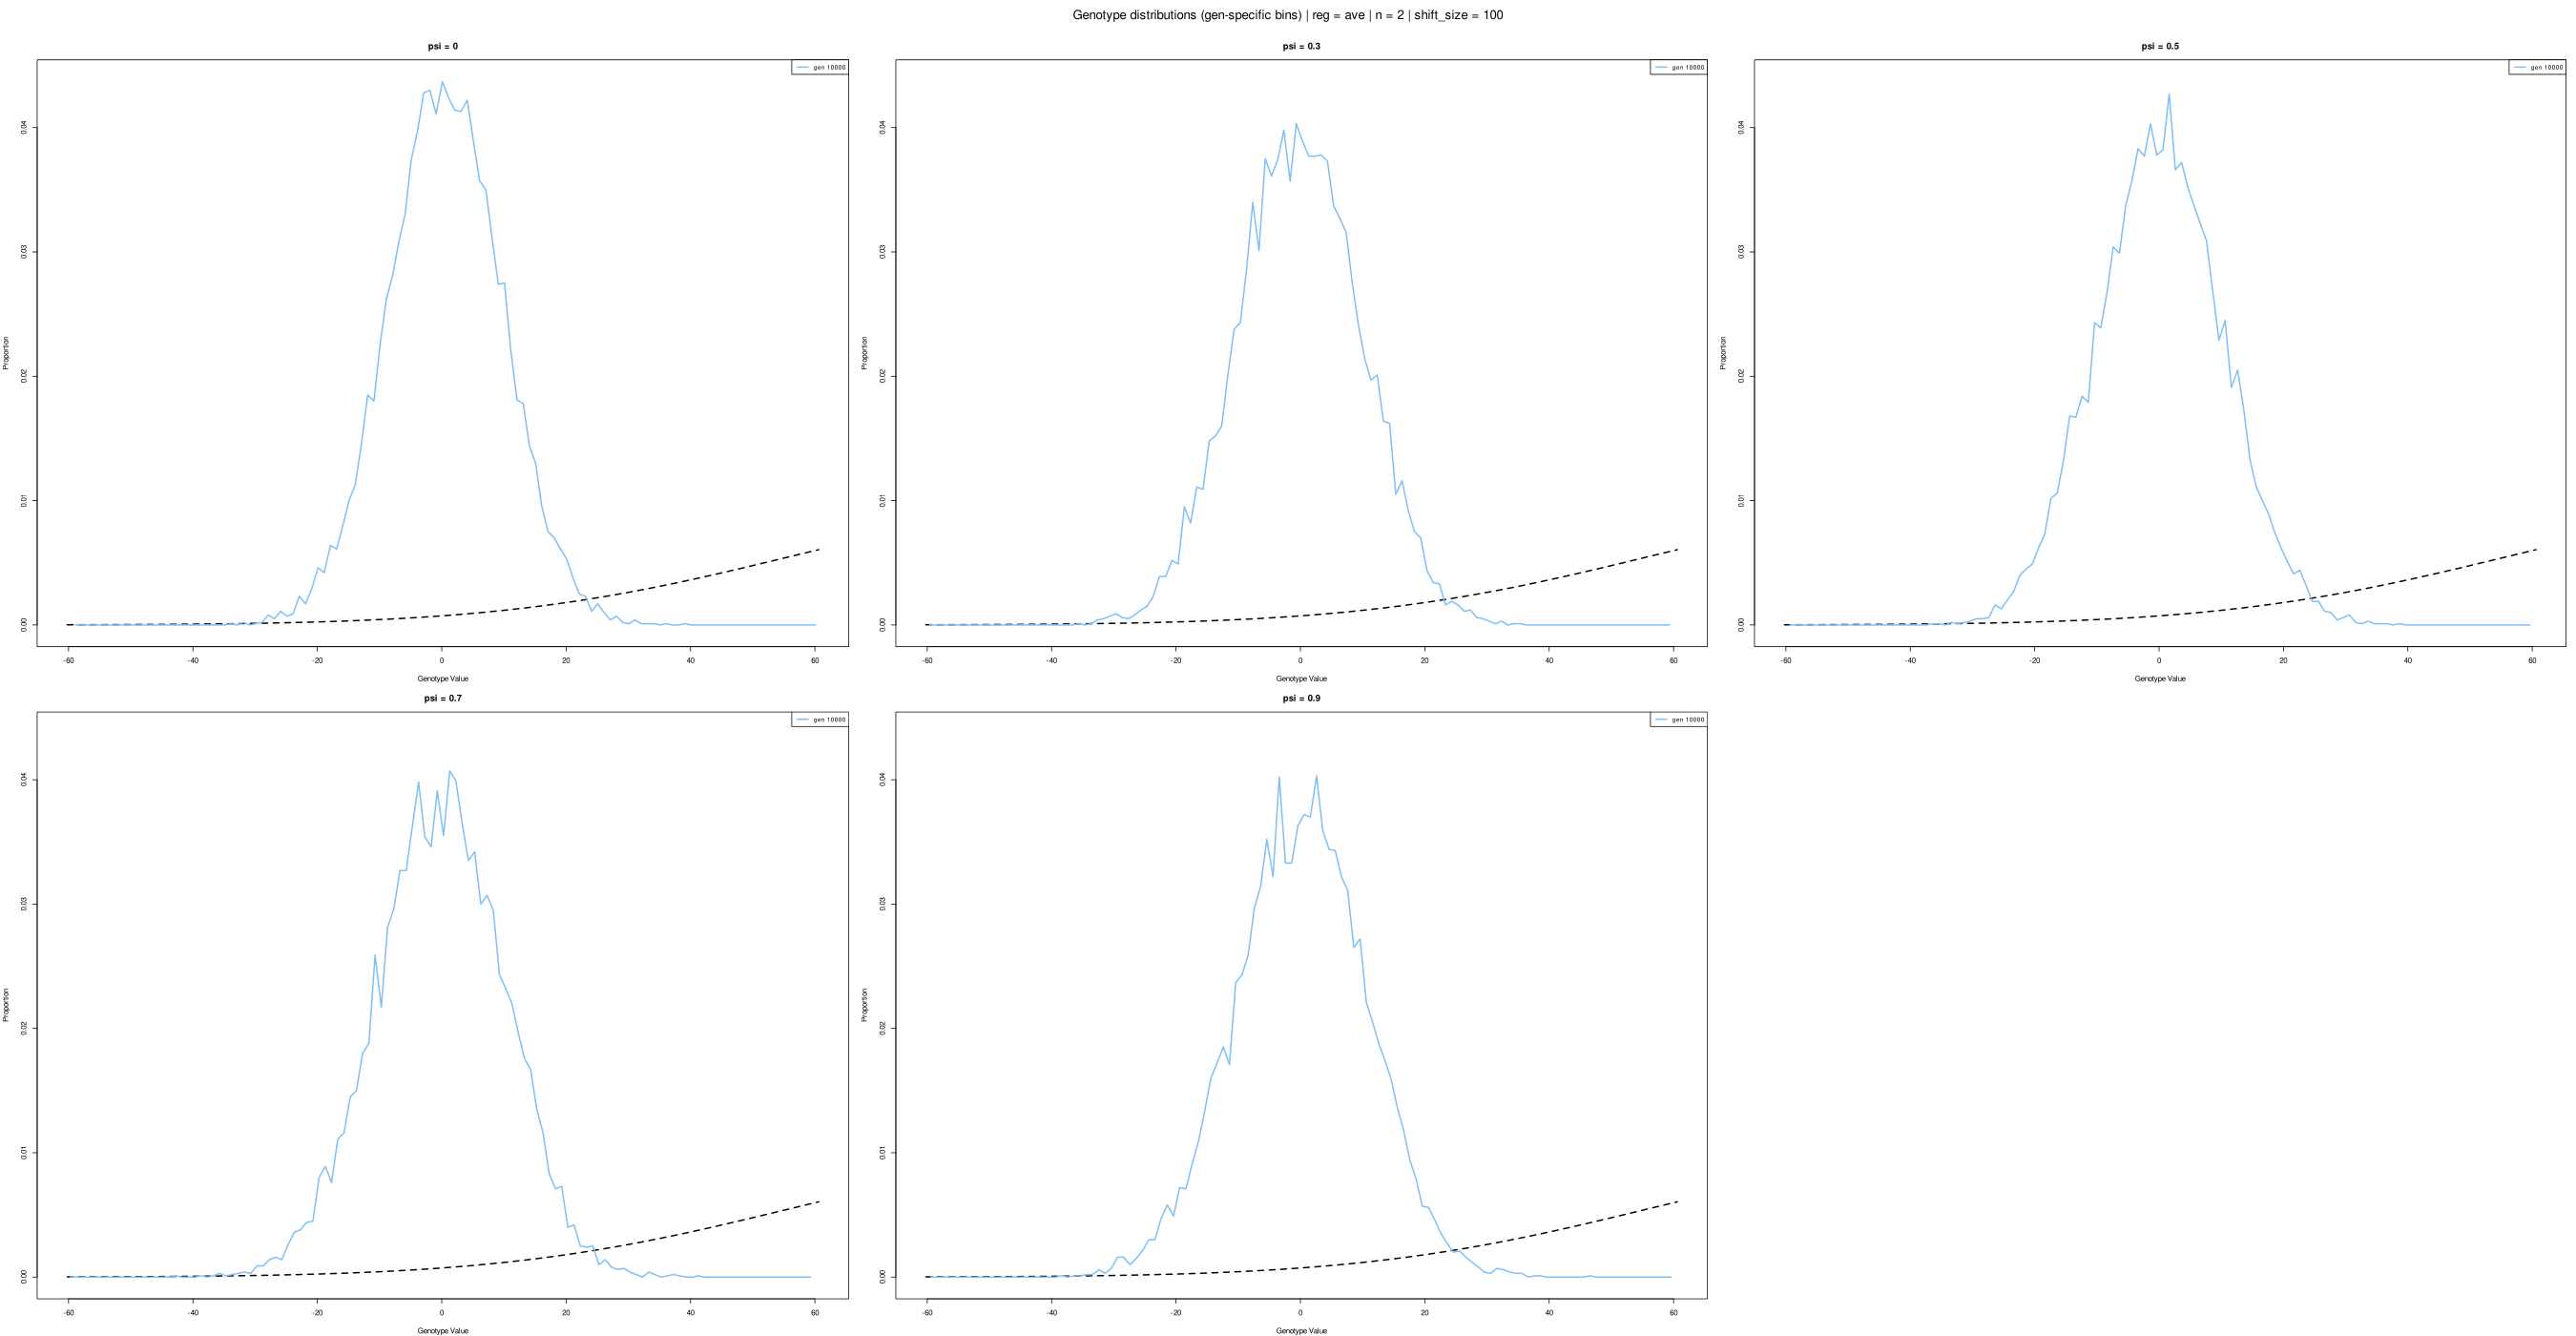 Genotype distributions (gen-specific bins) | reg = ave | n = 2 | shift_size = 100
psi = 0
gen 10000
Proportion
0.04
0.03
0.02
0.01
0.00
-60 -40 -20 0 20 40 60
Genotype Value
psi = 0.3
gen 10000
Proportion
0.04
0.03
0.02
0.01
0.00
-60 -40 -20 0 20 40 60
Genotype Value
psi = 0.5
gen 10000
Proportion
0.04
0.03
0.02
0.01
0.00
-60 -40 -20 0 20 40 60
Genotype Value
psi = 0.7
gen 10000
Proportion
0.04
0.03
0.02
0.01
0.00
-60 -40 -20 0 20 40 60
Genotype Value
psi = 0.9
gen 10000
Proportion
0.04
0.03
0.02
0.01
0.00
-60 -40 -20 0 20 40 60
Genotype Value